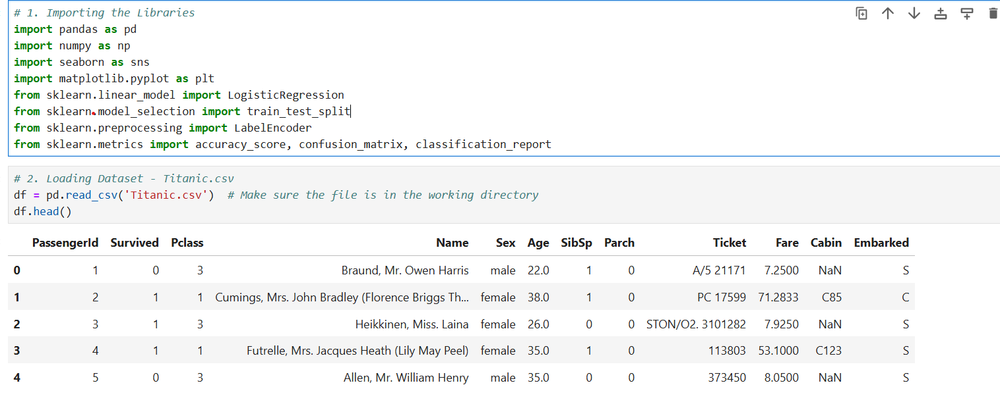 # 1. Importing the Libraries
import pandas as pd
import numpy as np
import seaborn as sns
import matplotlib.pyplot as plt
from sklearn.linear_model import LogisticRegression
from sklearn.model_selection import train_test_split
from sklearn.preprocessing import LabelEncoder
from sklearn.metrics import accuracy_score, confusion_matrix, classification_report
# 2. Loading Dataset - Titanic.csv
df = pd.read_csv('Titanic.csv')  # Make sure the file is in the working directory
df.head()
PassengerId Survived Pclass Name Sex Age SibSp Parch Ticket Fare Cabin Embarked
0 1 0 3 Braund, Mr. Owen Harris male 22.0 1 0 A/5 21171 7.2500 NaN S
1 2 1 1 Cumings, Mrs. John Bradley (Florence Briggs Th... female 38.0 1 0 PC 17599 71.2833 C85 C
2 3 1 3 Heikkinen, Miss. Laina female 26.0 0 0 STON/O2. 3101282 7.9250 NaN S
3 4 1 1 Futrelle, Mrs. Jacques Heath (Lily May Peel) female 35.0 1 0 113803 53.1000 C123 S
4 5 0 3 Allen, Mr. William Henry male 35.0 0 0 373450 8.0500 NaN S